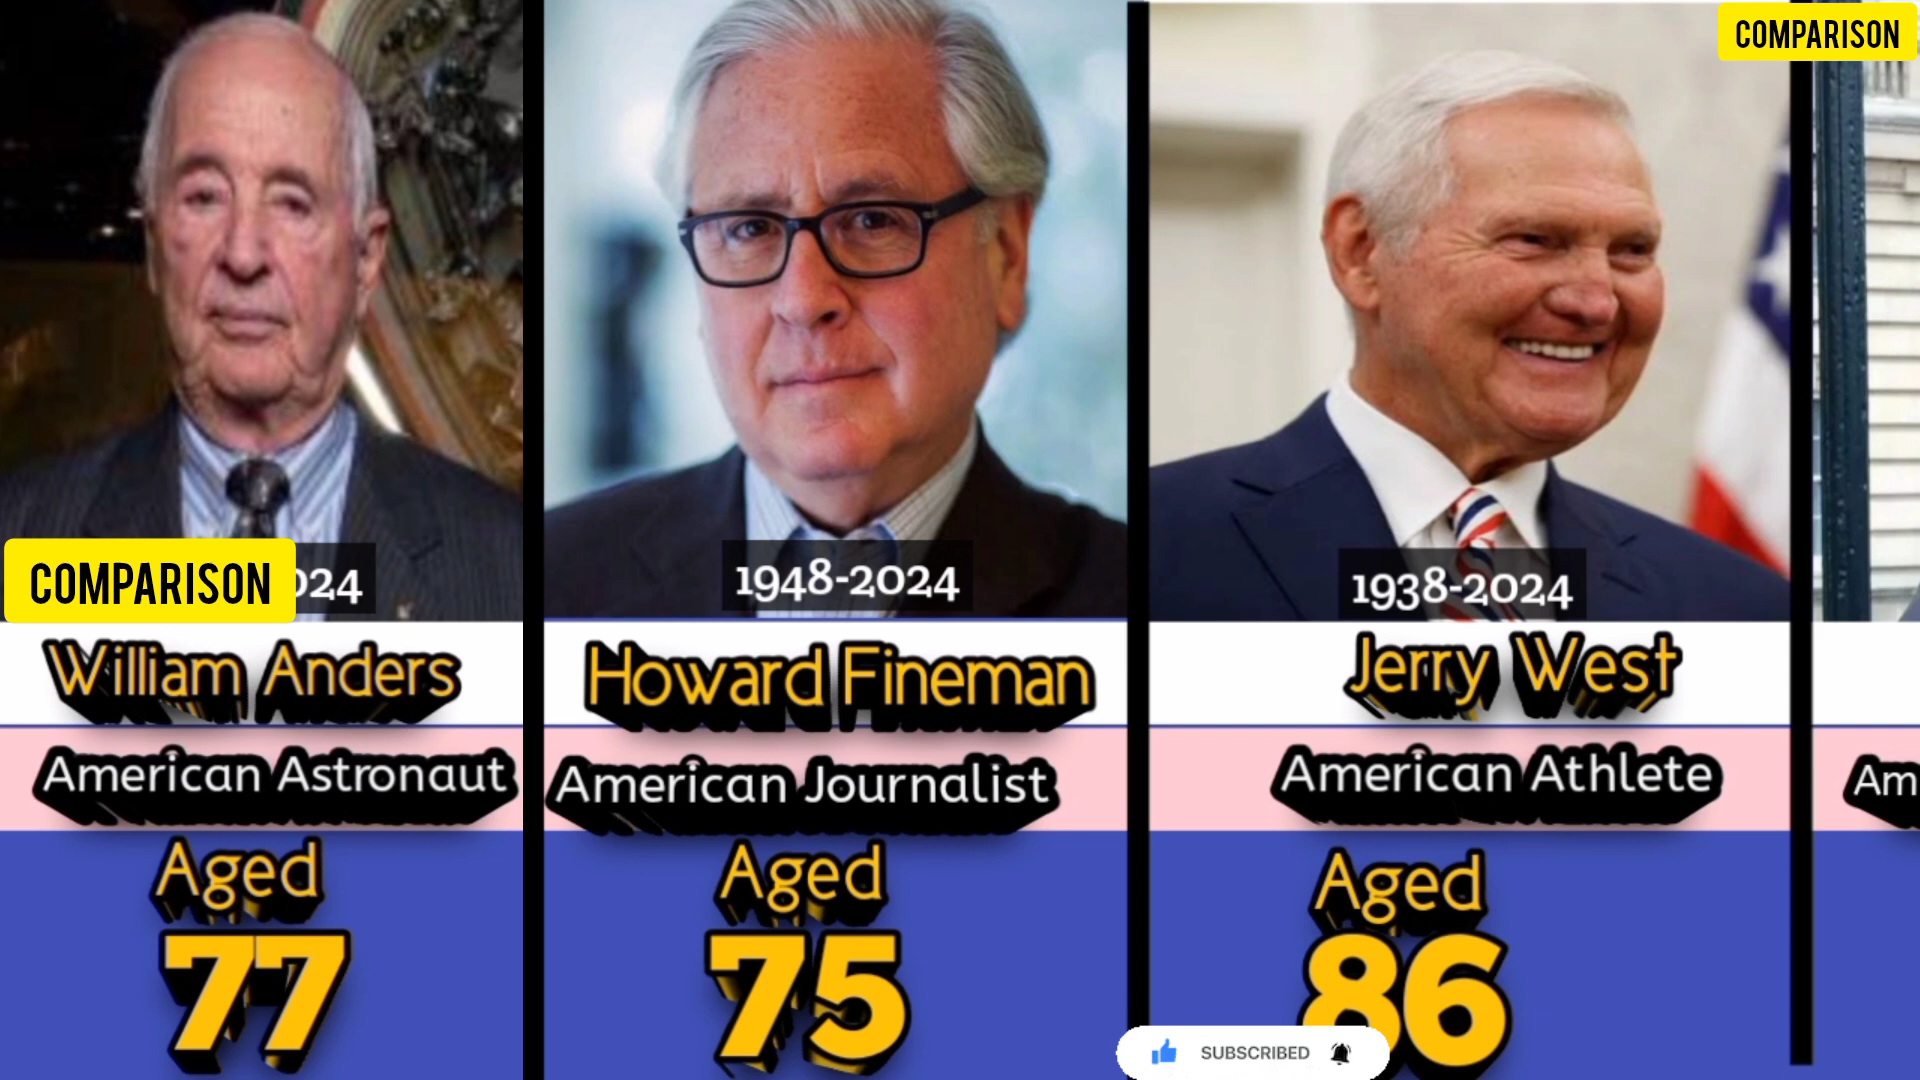 COMPARISON
COMPARISON
024
William Anders
American Astronaut
Aged
77
1948-2024
Howard Fineman
American Journalist
Aged
75
1938-2024
Jerry West
American Athlete
Aged
86
SUBSCRIBED
Am